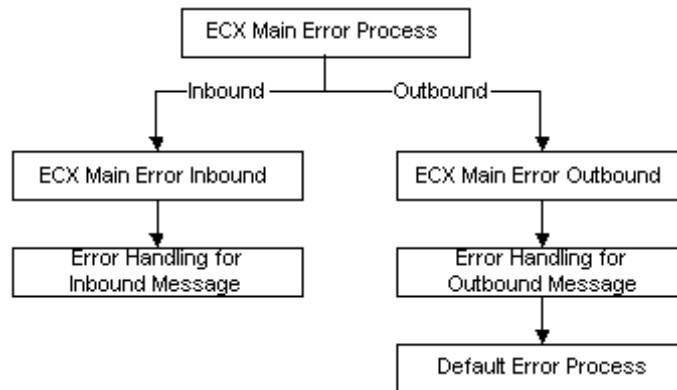 ECX Main Error Process
Inbound
Outbound
ECX Main Error Inbound
ECX Main Error Outbound
Error Handling for
Inbound Message
Error Handling for
Outbound Message
Default Error Process